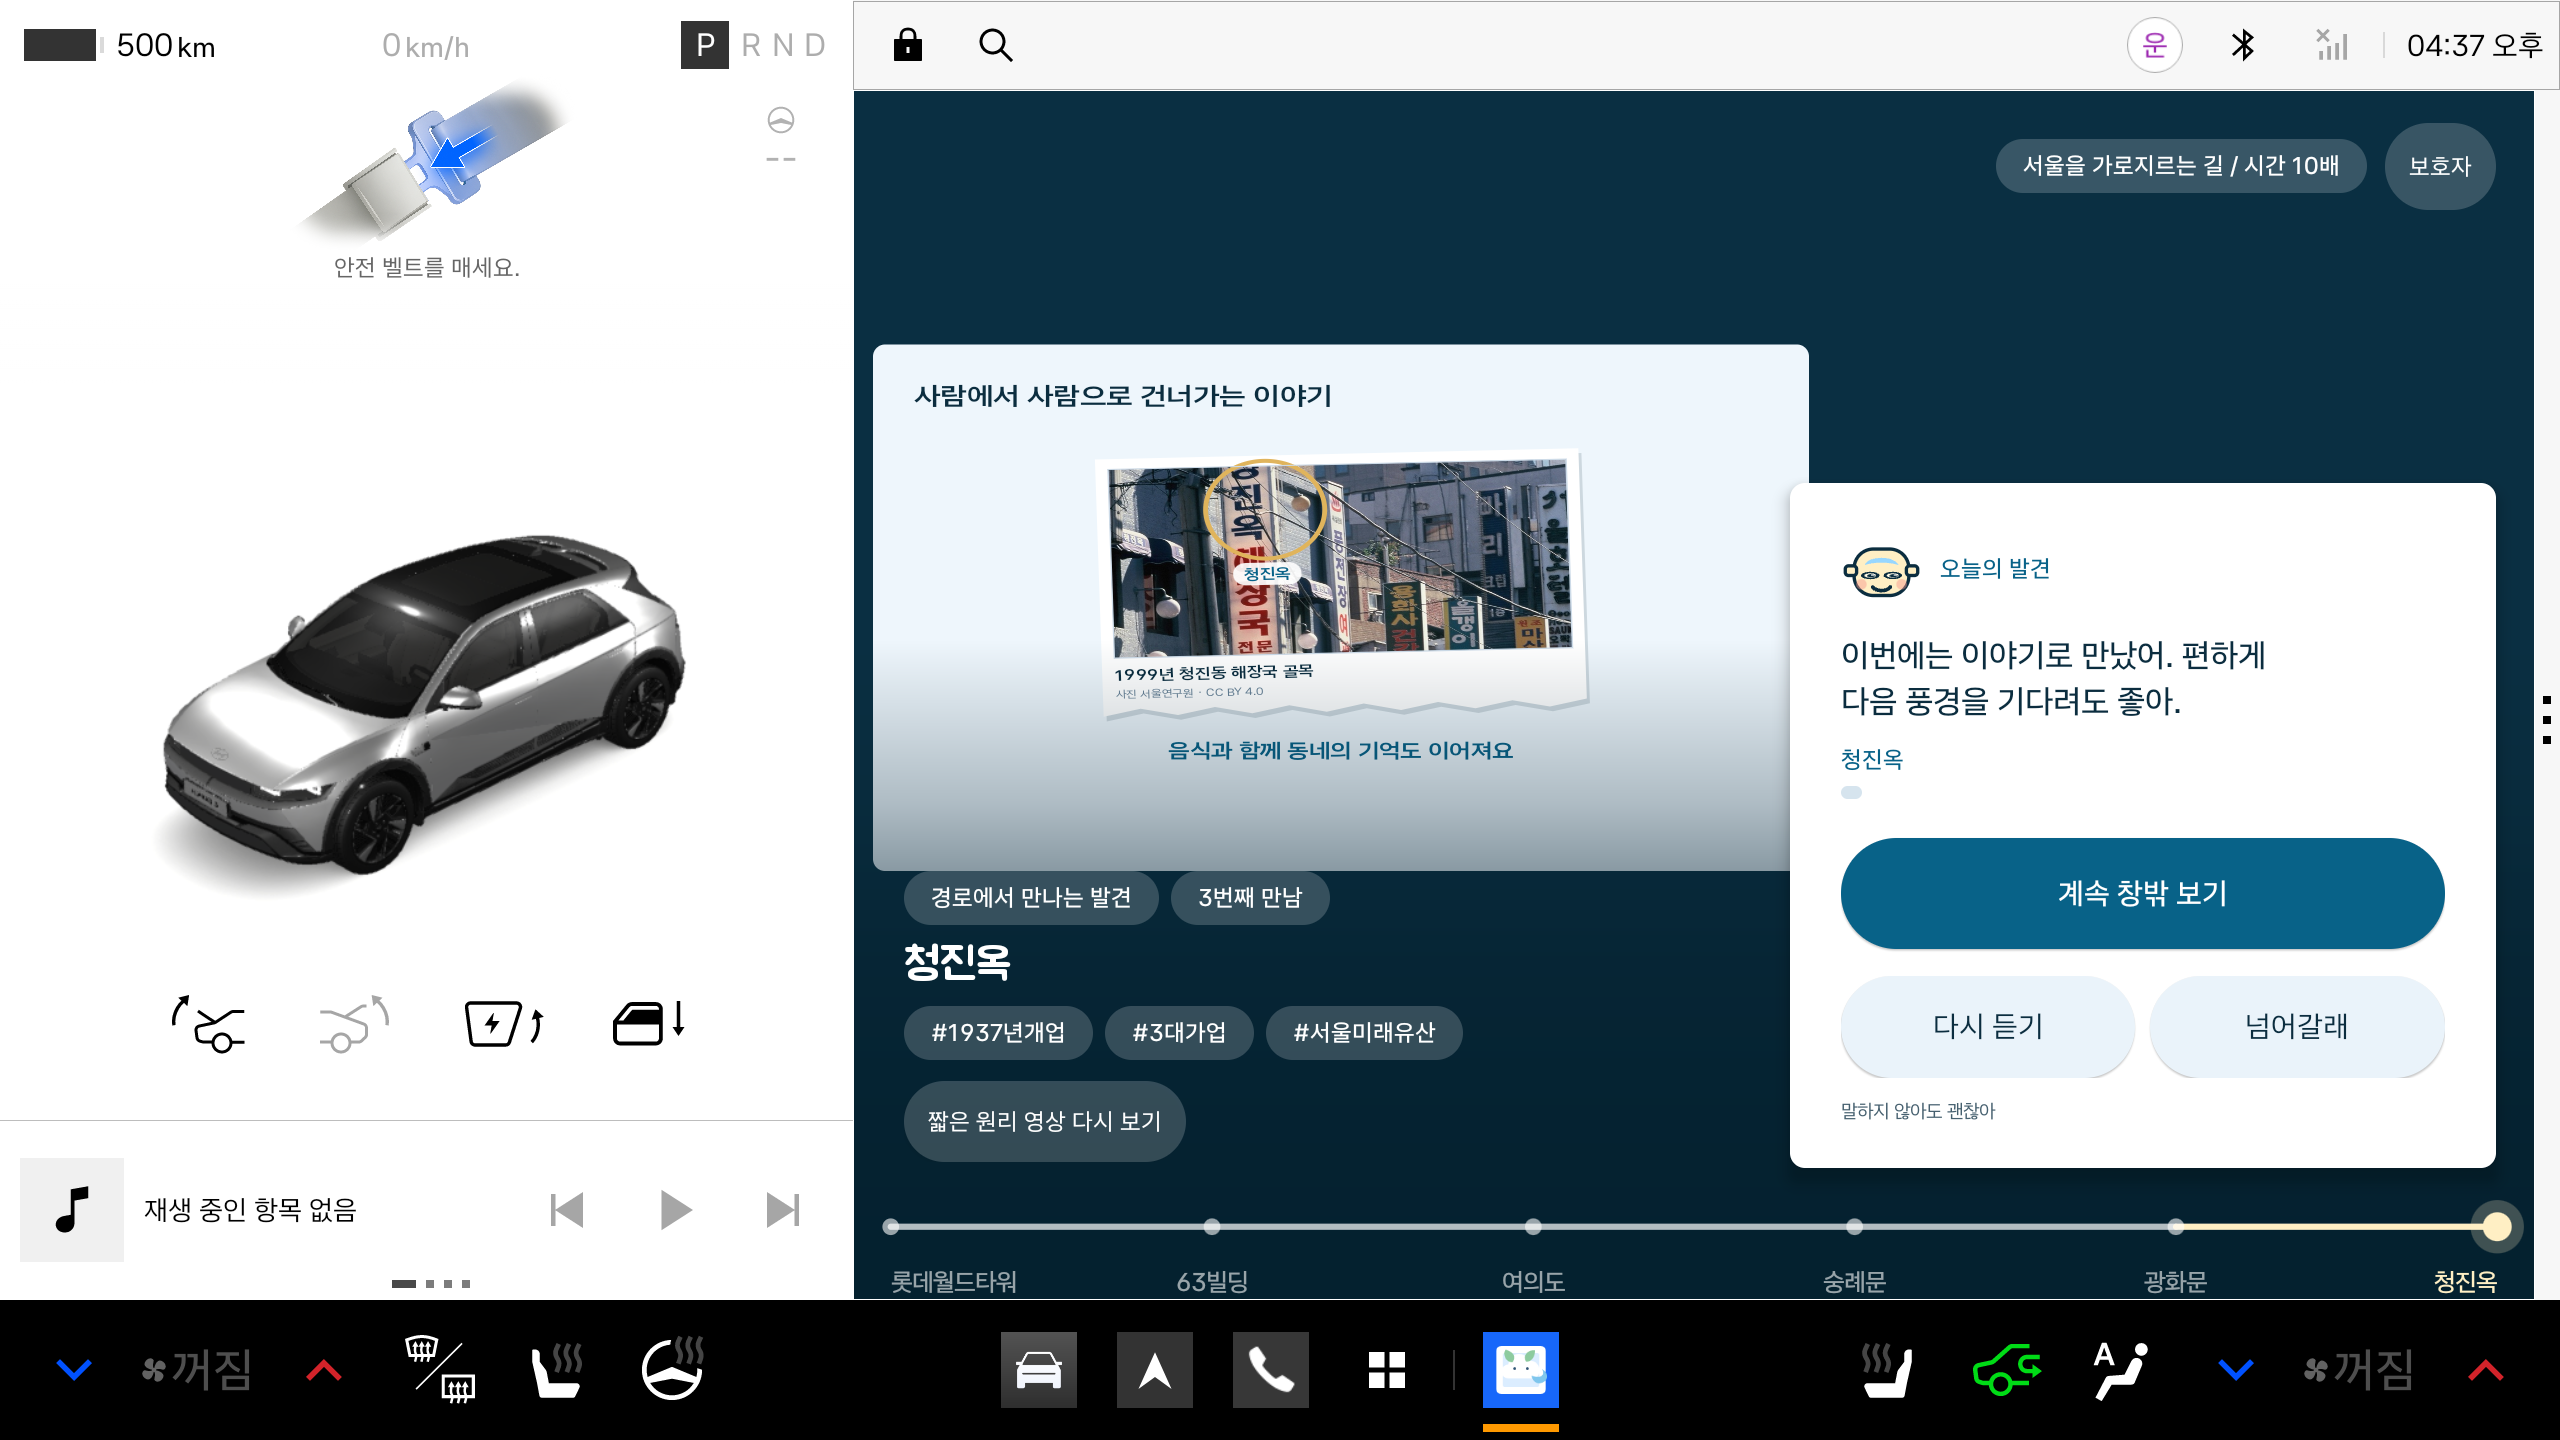 500 km
0 km/h
P R N D
04:37 오후
운
안전 벨트를 매세요.
서울을 가로지르는 길 / 시간 10배
보호자
사람에서 사람으로 건너가는 이야기
청진옥
해장국
전문
청진옥
1999년 청진동 해장국 골목
사진 서울연구원 · CC BY 4.0
음식과 함께 동네의 기억도 이어져요
오늘의 발견
이번에는 이야기로 만났어. 편하게
다음 풍경을 기다려도 좋아.
청진옥
계속 창밖 보기
다시 듣기
넘어갈래
말하지 않아도 괜찮아
경로에서 만나는 발견
3번째 만남
청진옥
#1937년개업
#3대가업
#서울미래유산
짧은 원리 영상 다시 보기
재생 중인 항목 없음
롯데월드타워
63빌딩
여의도
숭례문
광화문
청진옥
꺼짐
A
꺼짐